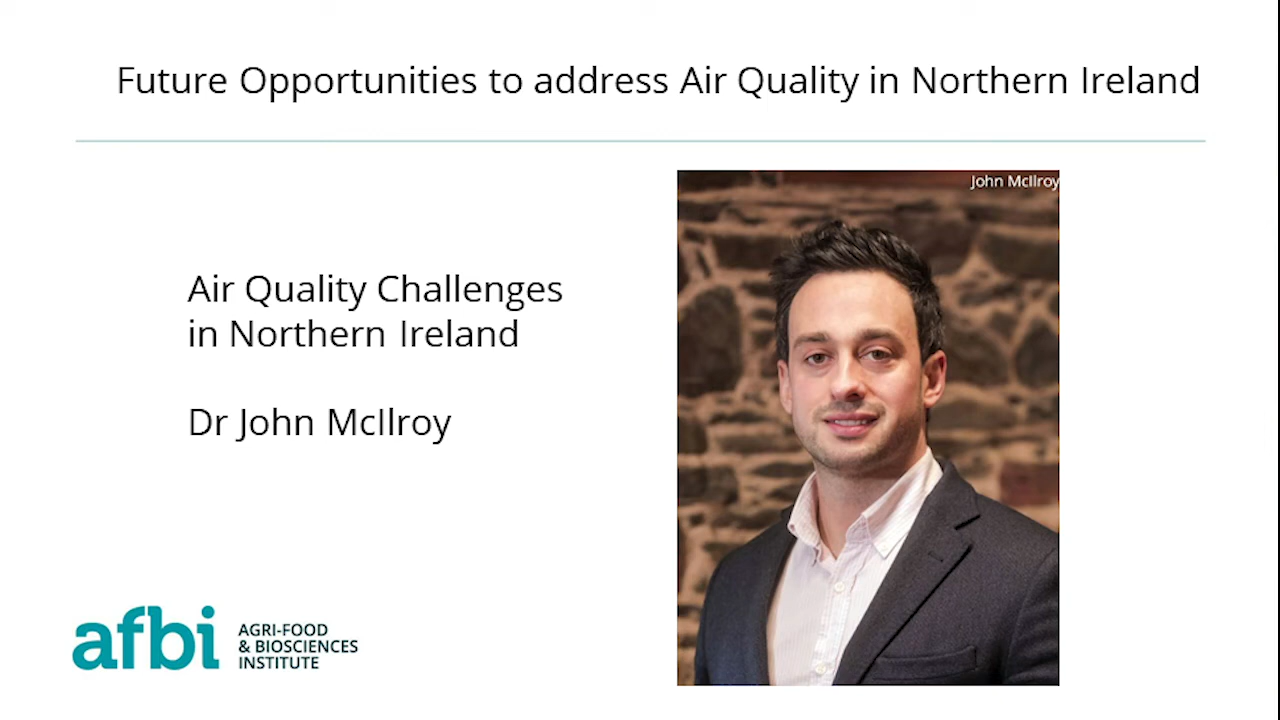 Future Opportunities to address Air Quality in Northern Ireland
John McIlroy
Air Quality Challenges
in Northern Ireland
Dr John McIlroy
afbi
AGRI-FOOD
& BIOSCIENCES
INSTITUTE